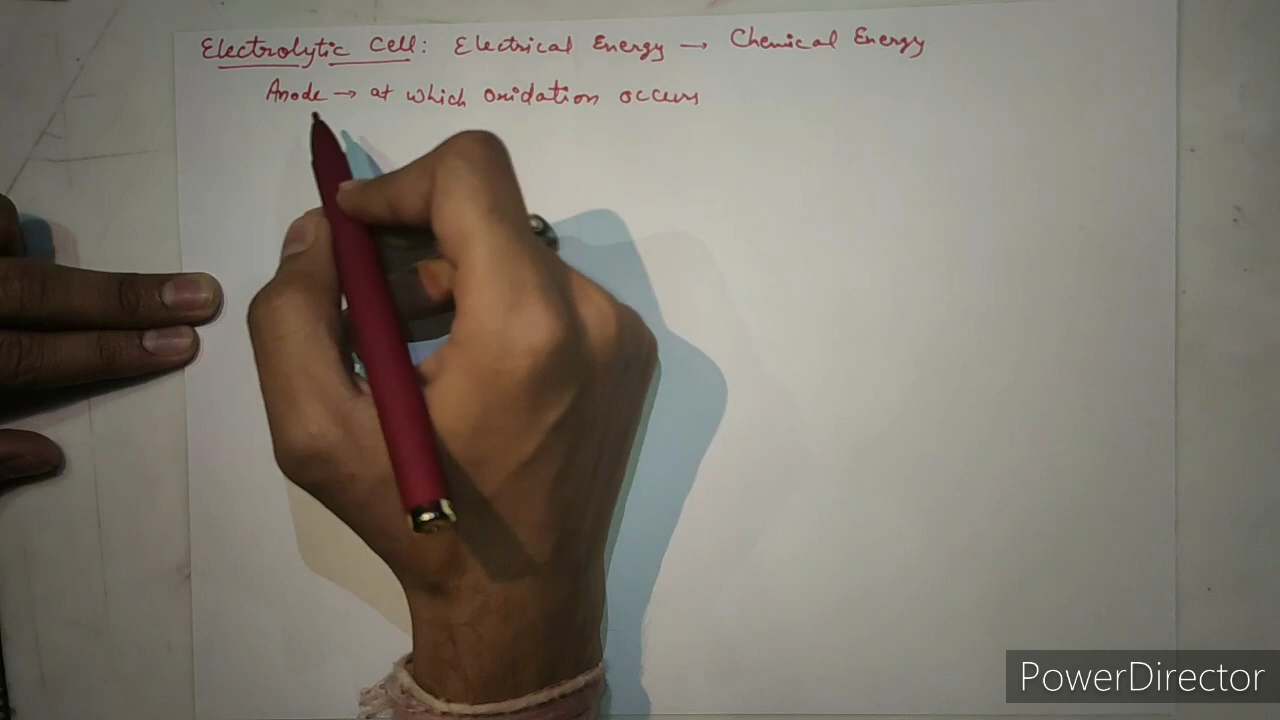 Electrolytic Cell: Electrical Energy → Chemical Energy
Anode → at which oxidation occurs
PowerDirector